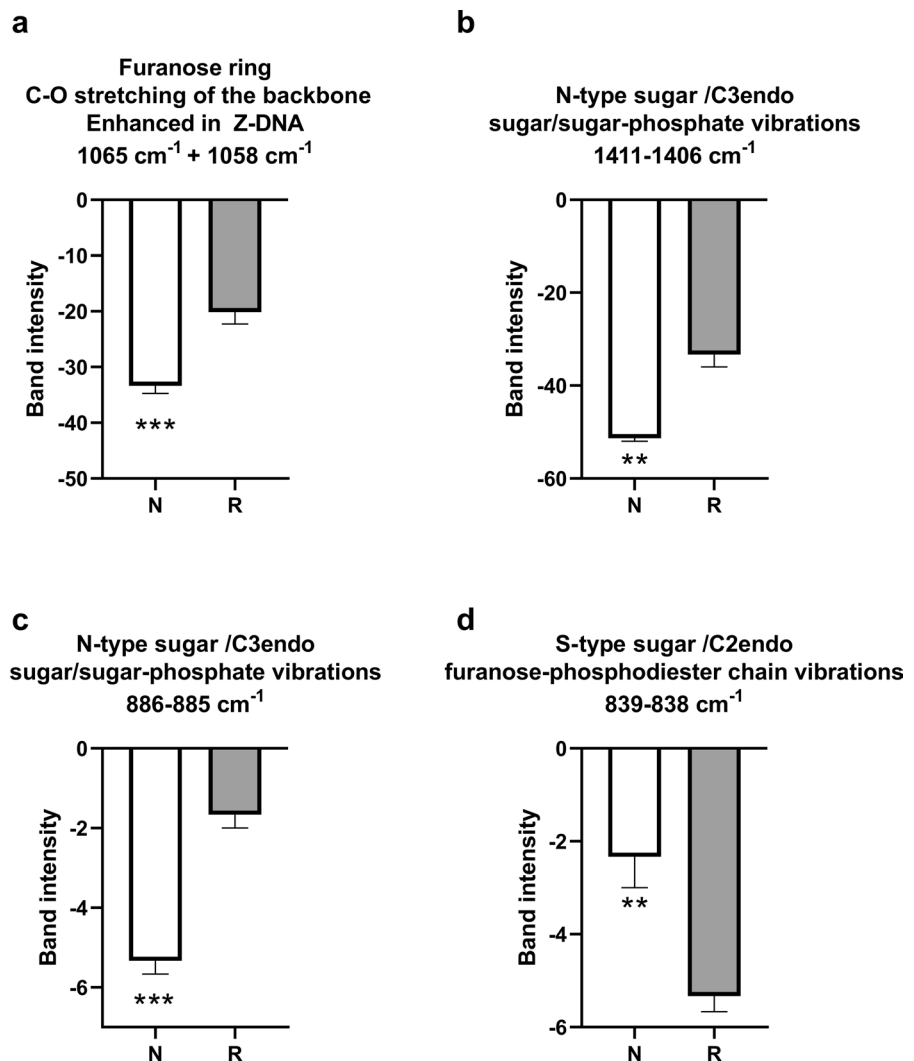 a
Furanose ring
C-O stretching of the backbone
Enhanced in Z-DNA
1065 cm⁻¹ + 1058 cm⁻¹
0
-10
-20
-30
-40
-50
Band intensity
***
N R
b
N-type sugar /C3endo
sugar/sugar-phosphate vibrations
1411-1406 cm⁻¹
0
-20
-40
-60
Band intensity
**
N R
c
N-type sugar /C3endo
sugar/sugar-phosphate vibrations
886-885 cm⁻¹
0
-2
-4
-6
Band intensity
***
N R
d
S-type sugar /C2endo
furanose-phosphodiester chain vibrations
839-838 cm⁻¹
0
-2
-4
-6
Band intensity
**
N R